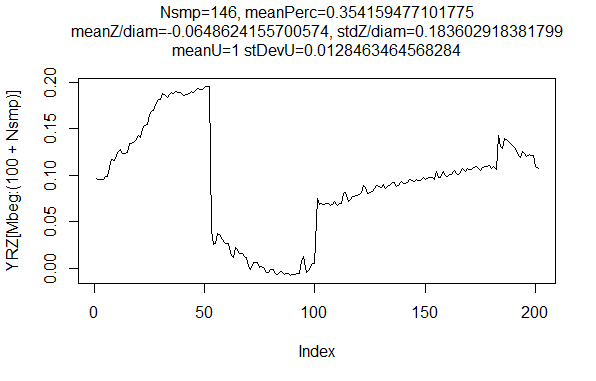 Nsmp=146, meanPerc=0.354159477101775
meanZ/diam=-0.0648624155700574, stdZ/diam=0.183602918381799
meanU=1 stDevU=0.0128463464568284
YRZ[Mbeg:(100 + Nsmp)]
0.20
0.15
0.10
0.05
0.00
0 50 100 150 200
Index